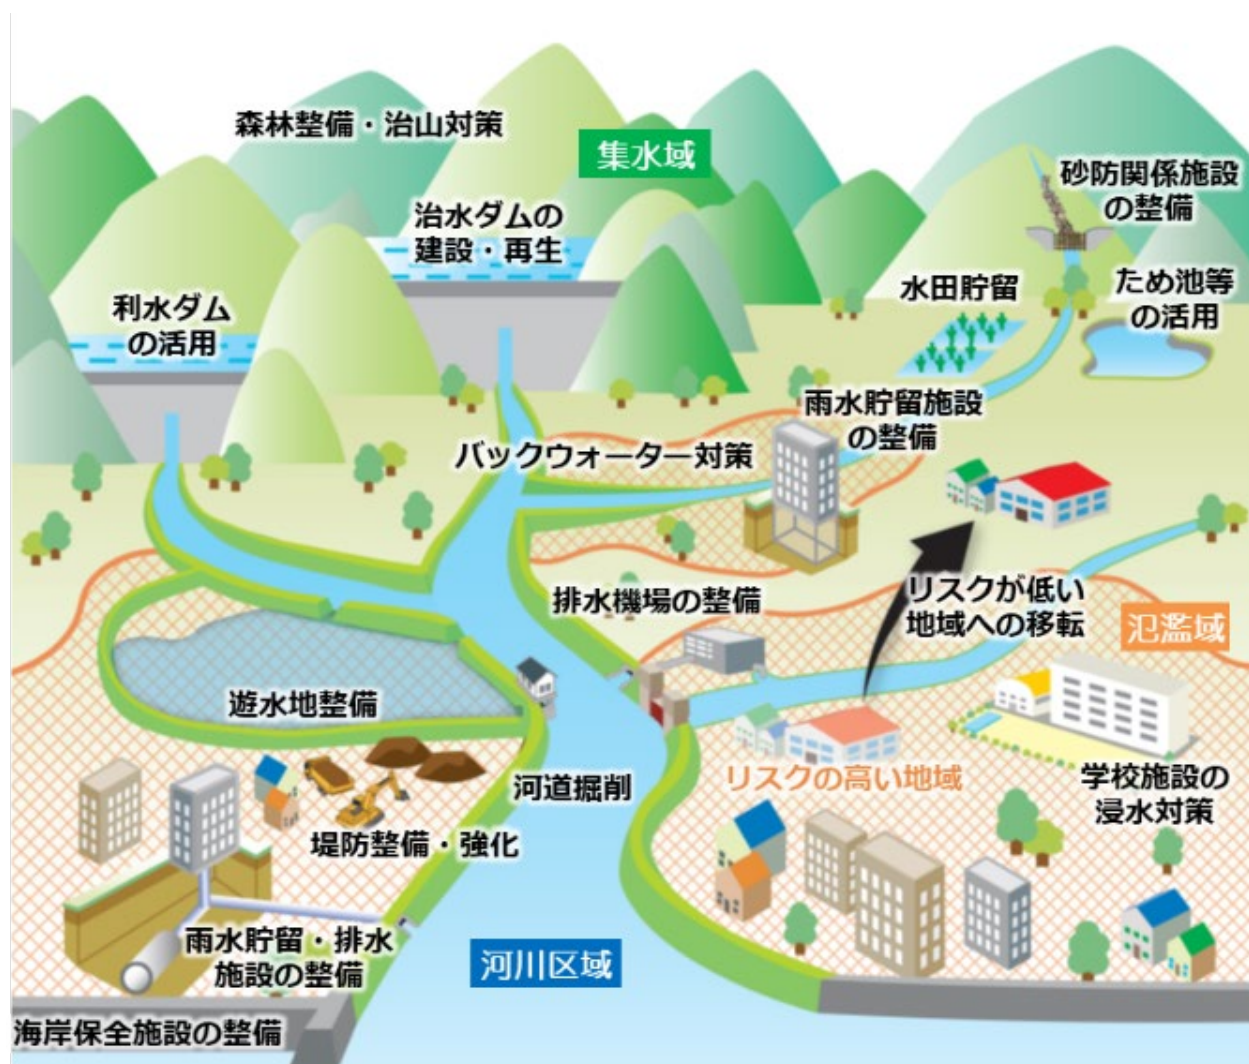 森林整備・治山対策
集水域
砂防関係施設
の整備
治水ダムの
建設・再生
水田貯留
ため池等
の活用
利水ダム
の活用
雨水貯留施設
の整備
バックウォーター対策
排水機場の整備
リスクが低い
地域への移転
氾濫域
遊水地整備
リスクの高い地域
河道掘削
学校施設の
浸水対策
堤防整備・強化
雨水貯留・排水
施設の整備
河川区域
海岸保全施設の整備